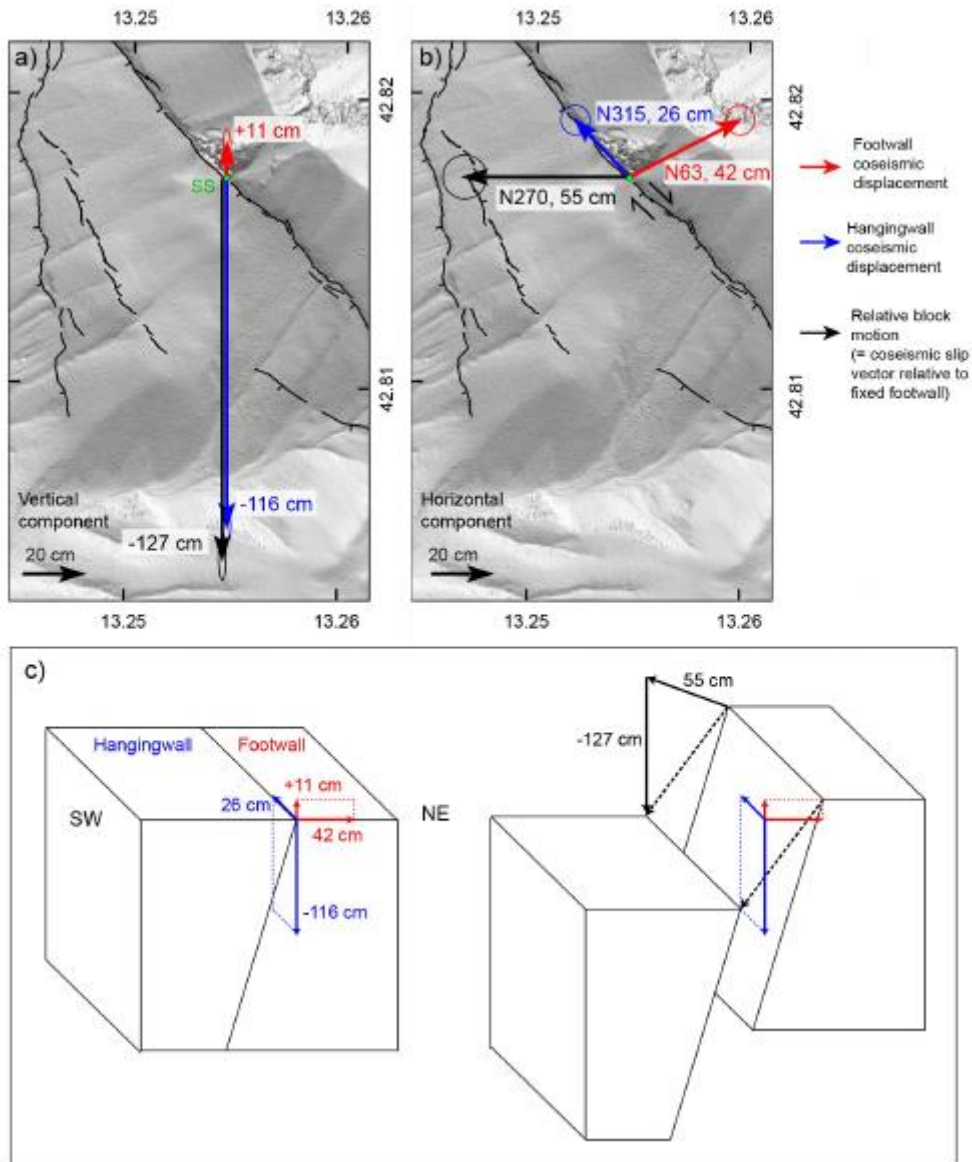 13.25
13.26
13.25
13.26
a)
+11 cm
SS
-116 cm
-127 cm
Vertical
component
20 cm
42.82
42.81
13.25
13.26
b)
N315, 26 cm
N63, 42 cm
N270, 55 cm
Horizontal
component
20 cm
42.82
42.81
13.25
13.26
Footwall
coseismic
displacement
Hangingwall
coseismic
displacement
Relative block
motion
(= coseismic slip
vector relative to
fixed footwall)
c)
Hangingwall
Footwall
+11 cm
26 cm
42 cm
SW
NE
-116 cm
55 cm
-127 cm